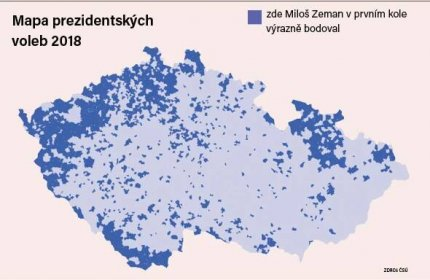 Mapa prezidentských
voleb 2018
zde Miloš Zeman v prvním kole
výrazně bodoval
ZDROJ: ČSÚ